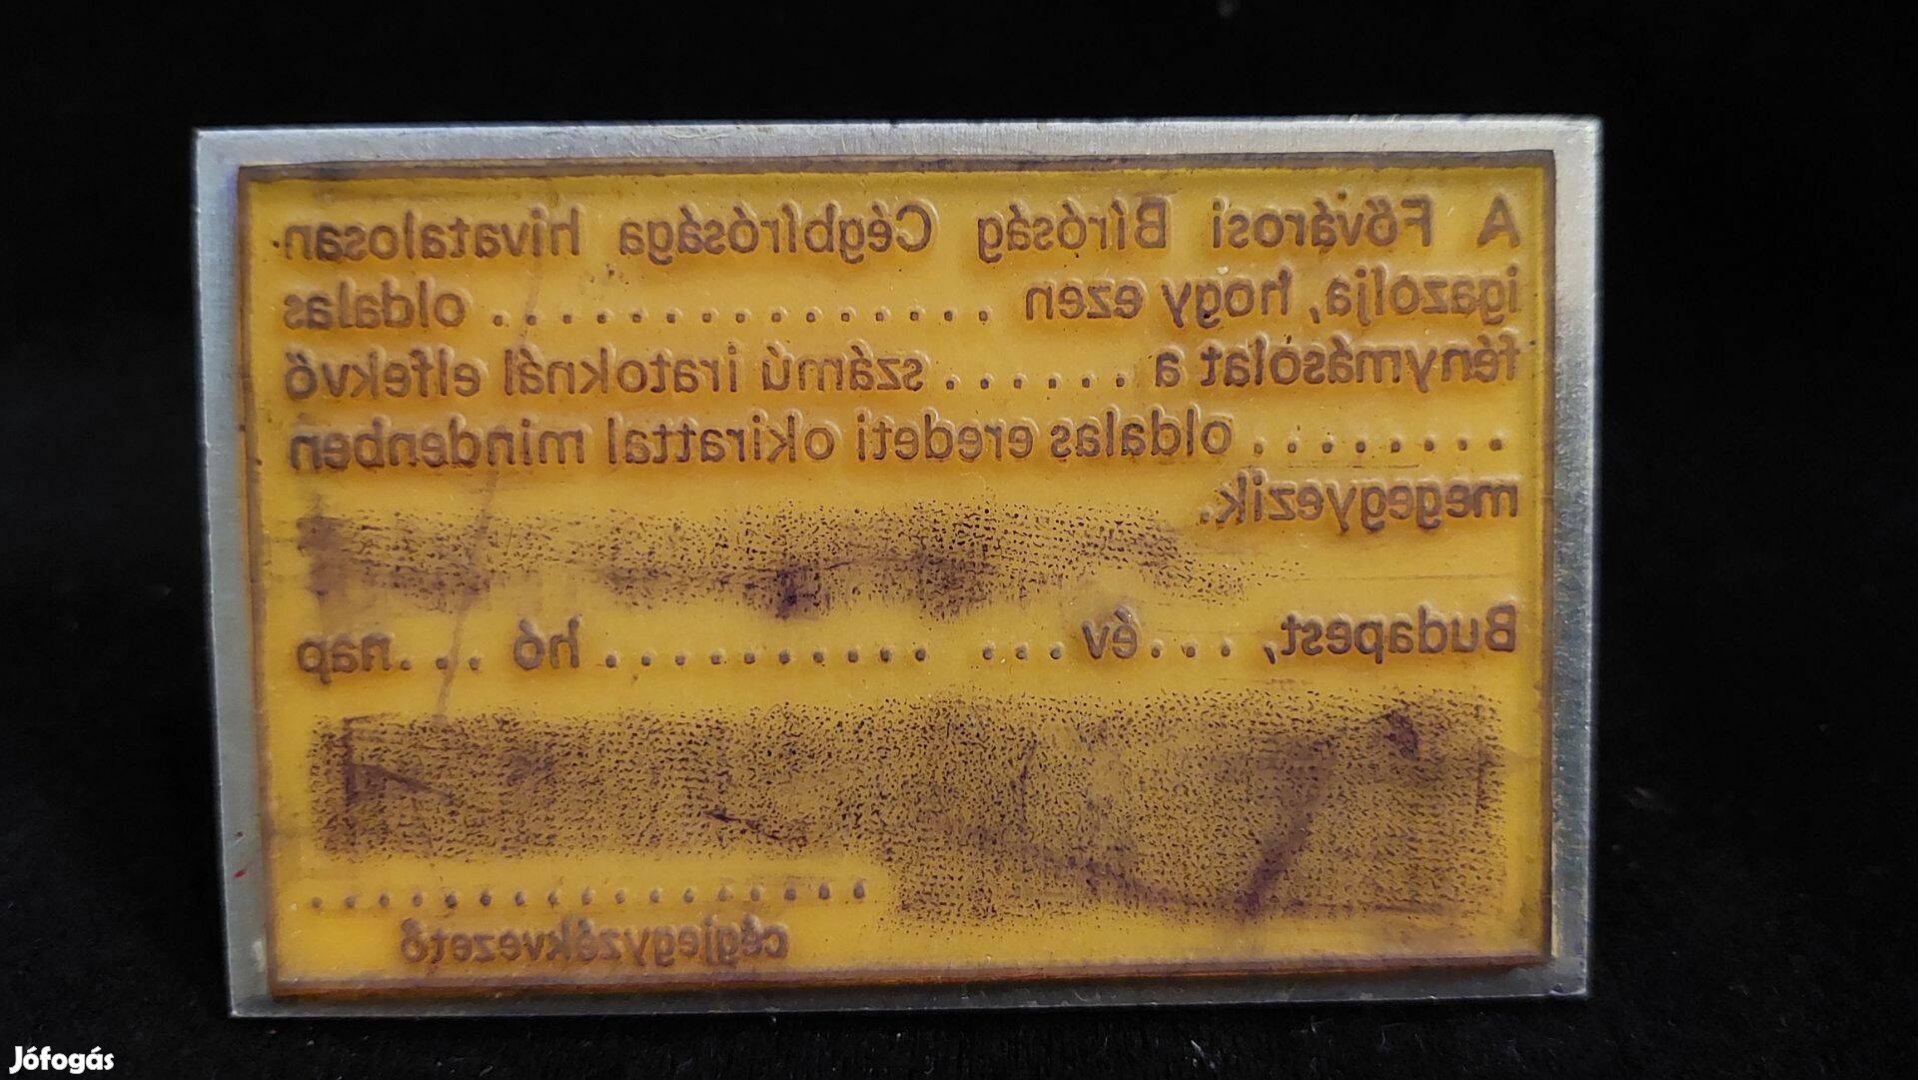 A Fővárosi Bíróság Cégbírósága hivatalosan
igazolja, hogy ezen ............... oldalas
fénymásolat a ...... számú iratoknál elfekvő
........ oldalas eredeti okirattal mindenben
megegyezik.
Budapest, ...év... .......... hó ...nap
.................
cégjegyzékvezető
Jófogás